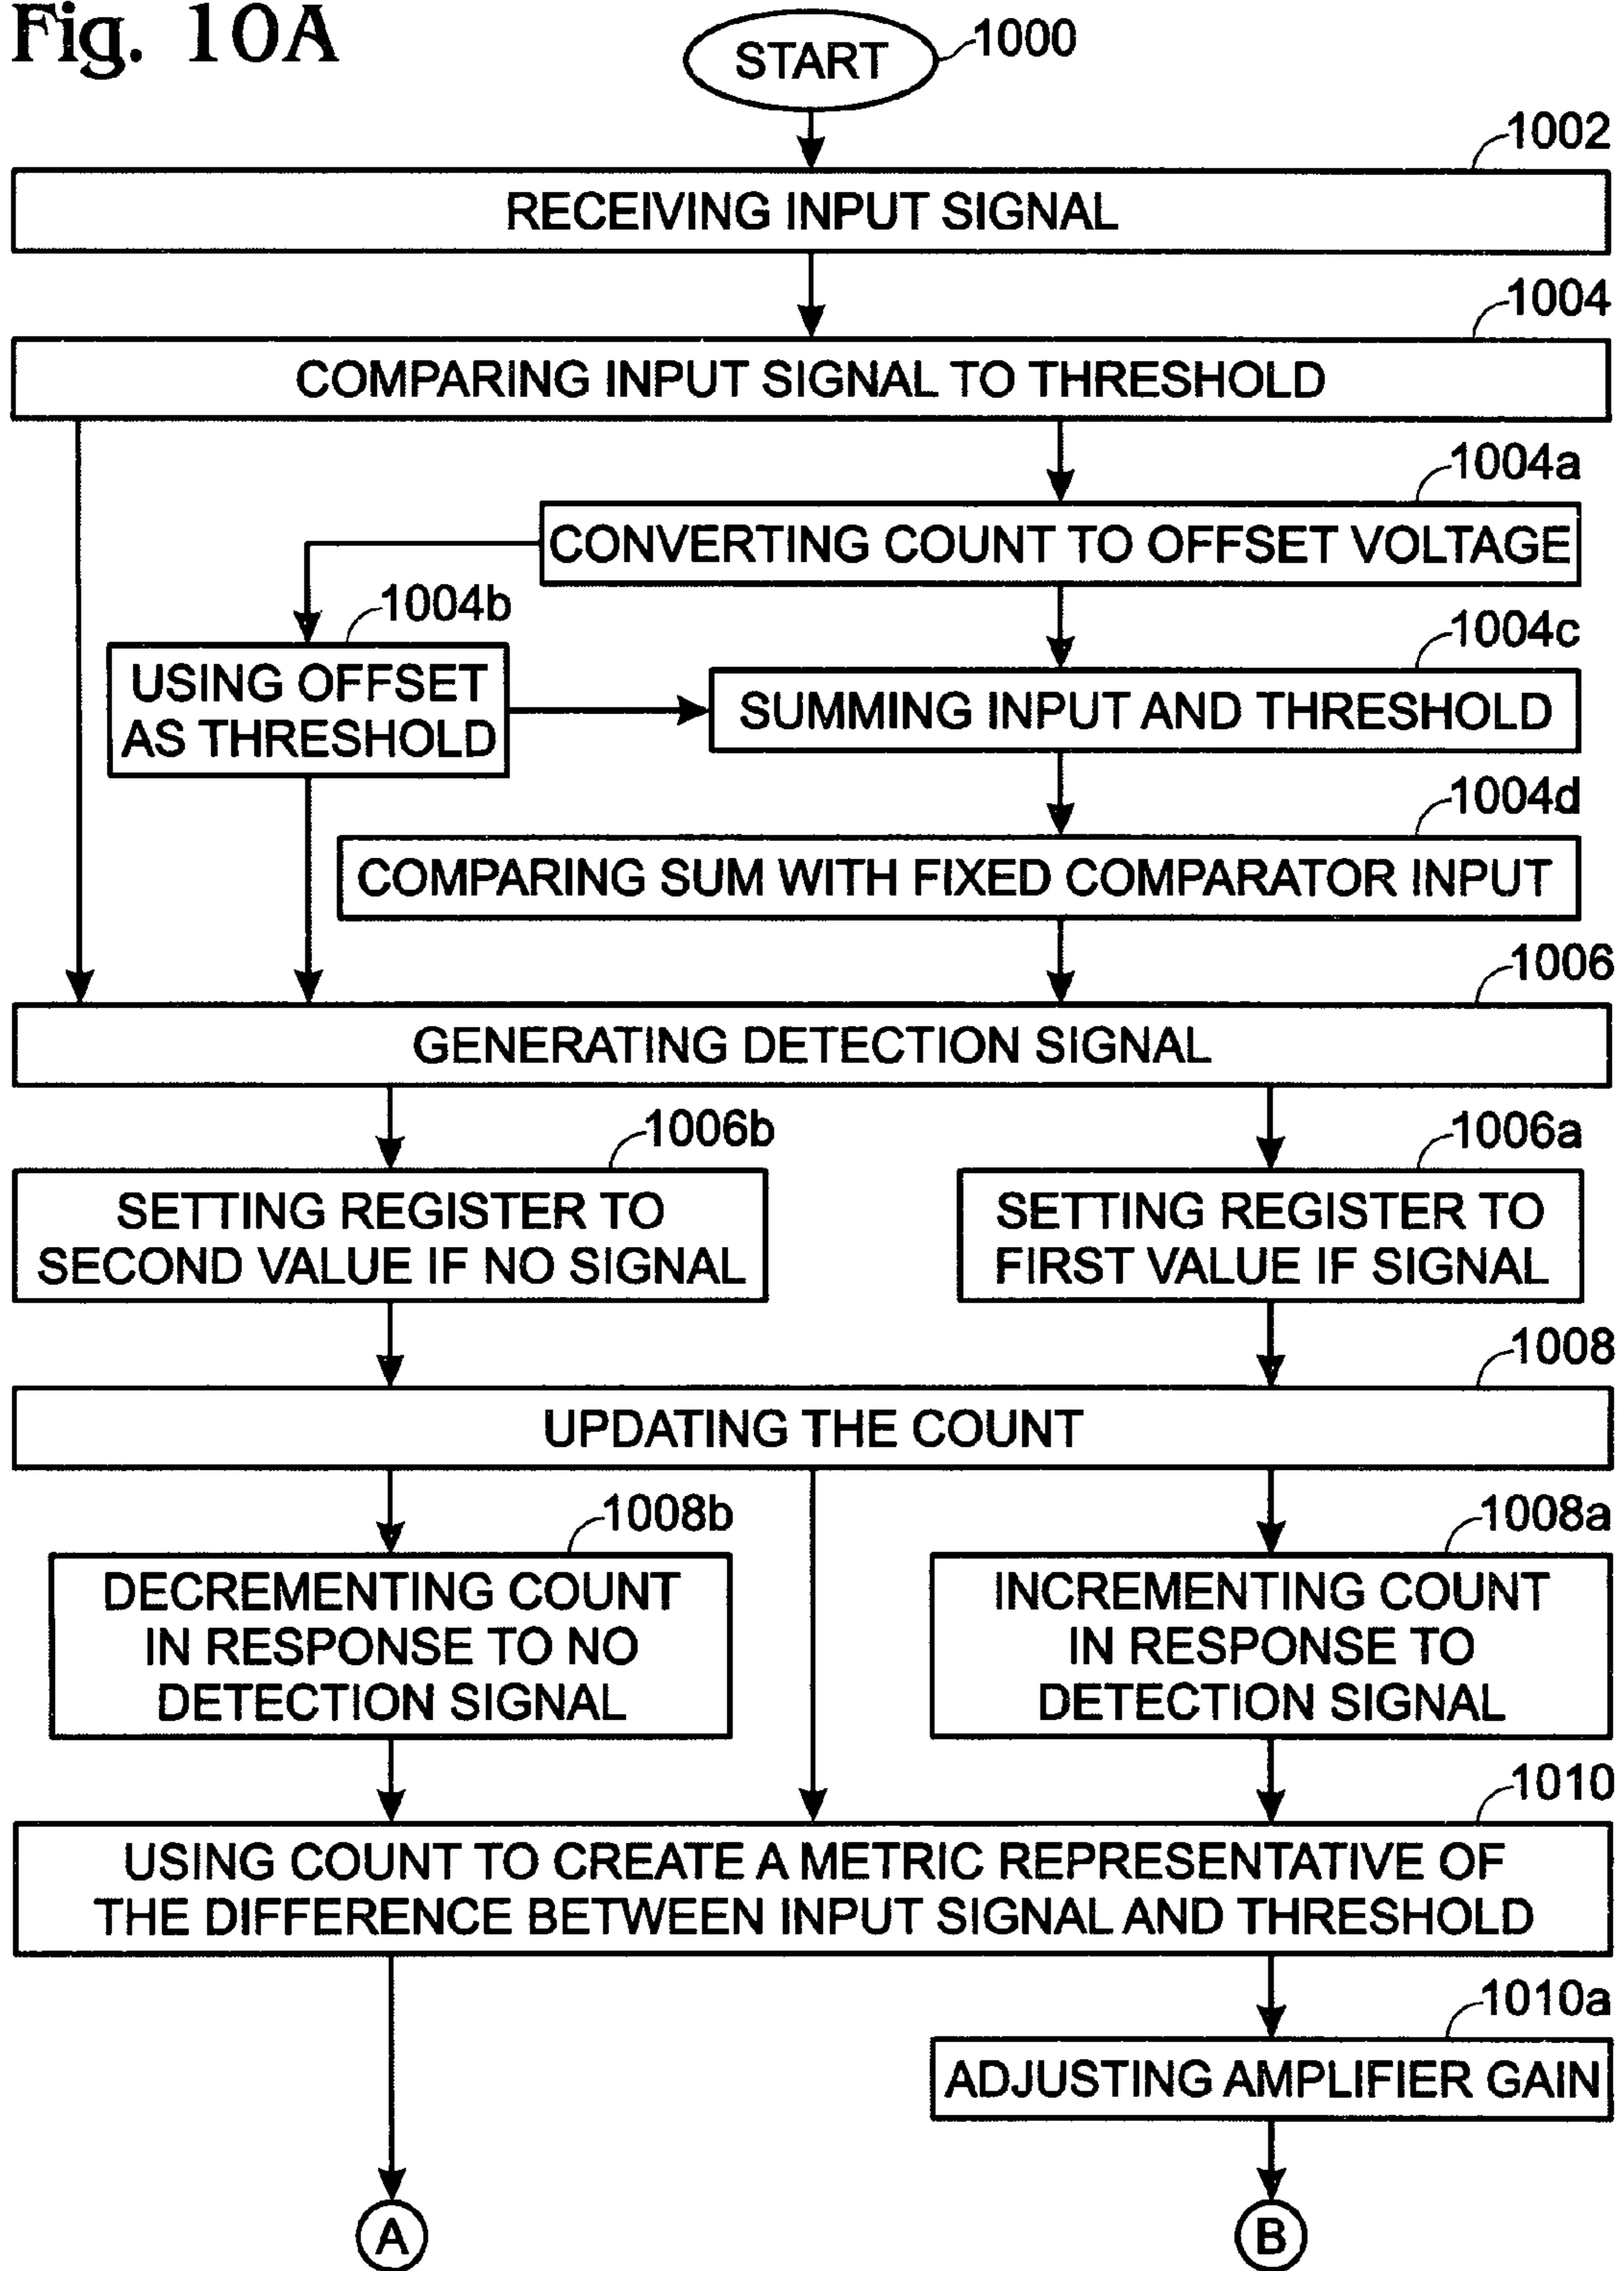 Fig. 10A
START
1000
1002
RECEIVING INPUT SIGNAL
1004
COMPARING INPUT SIGNAL TO THRESHOLD
1004a
CONVERTING COUNT TO OFFSET VOLTAGE
1004b
USING OFFSET
AS THRESHOLD
1004c
SUMMING INPUT AND THRESHOLD
1004d
COMPARING SUM WITH FIXED COMPARATOR INPUT
1006
GENERATING DETECTION SIGNAL
1006b
SETTING REGISTER TO
SECOND VALUE IF NO SIGNAL
1006a
SETTING REGISTER TO
FIRST VALUE IF SIGNAL
1008
UPDATING THE COUNT
1008b
DECREMENTING COUNT
IN RESPONSE TO NO
DETECTION SIGNAL
1008a
INCREMENTING COUNT
IN RESPONSE TO
DETECTION SIGNAL
1010
USING COUNT TO CREATE A METRIC REPRESENTATIVE OF
THE DIFFERENCE BETWEEN INPUT SIGNAL AND THRESHOLD
1010a
ADJUSTING AMPLIFIER GAIN
A
B